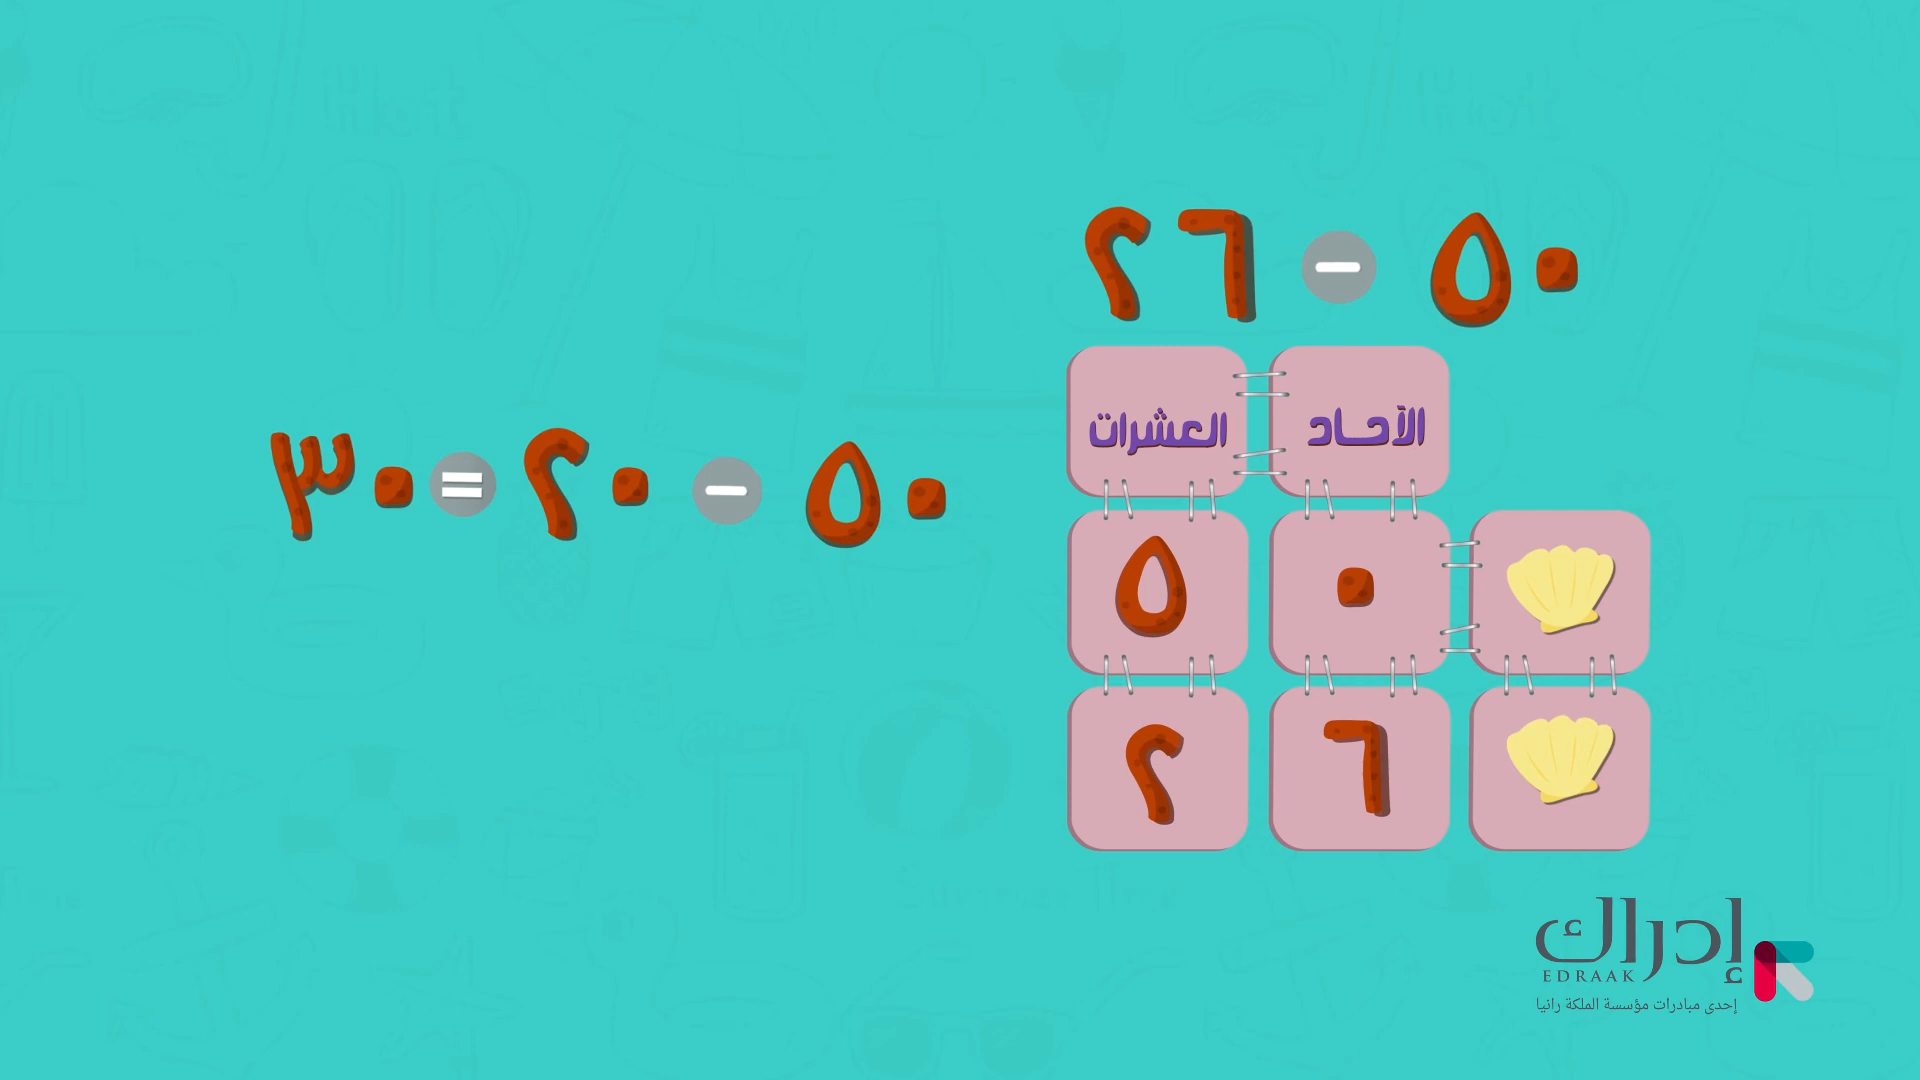 ٥٠ − ٢٦
الآحاد العشرات
٥٠ − ٢٠ = ٣٠
٥ ٠
٢ ٦
إدراك
EDRAAK
إحدى مبادرات مؤسسة الملكة رانيا